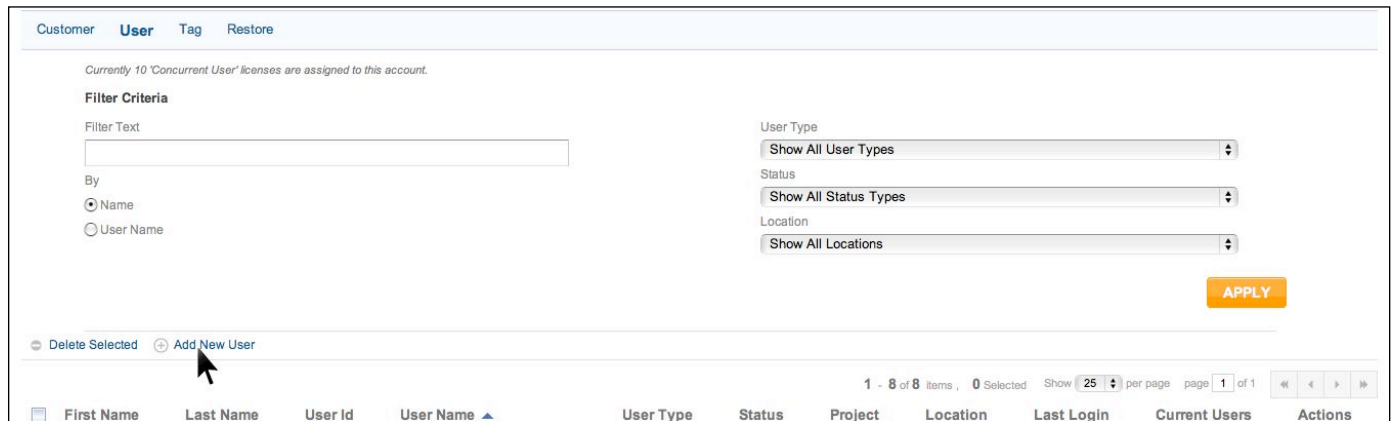 Customer User Tag Restore
Currently 10 'Concurrent User' licenses are assigned to this account.
Filter Criteria
Filter Text
By
Name
User Name
User Type
Show All User Types
Status
Show All Status Types
Location
Show All Locations
APPLY
Delete Selected Add New User
1 - 8 of 8 items , 0 Selected Show 25 per page page 1 of 1
First Name Last Name User Id User Name User Type Status Project Location Last Login Current Users Actions